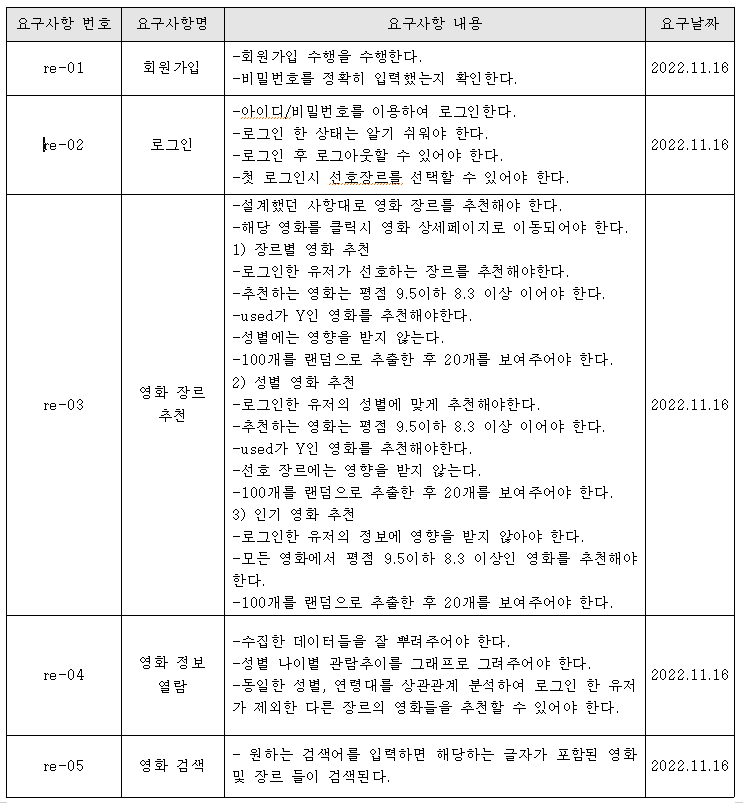 요구사항 번호 요구사항명 요구사항 내용 요구날짜
re-01 회원가입 -회원가입 수행을 수행한다.
-비밀번호를 정확히 입력했는지 확인한다. 2022.11.16
re-02 로그인 -아이디/비밀번호를 이용하여 로그인한다.
-로그인 한 상태는 알기 쉬워야 한다.
-로그인 후 로그아웃할 수 있어야 한다.
-첫 로그인시 선호장르를 선택할 수 있어야 한다. 2022.11.16
re-03 영화 장르
추천
-설계했던 사항대로 영화 장르를 추천해야 한다.
-해당 영화를 클릭시 영화 상세페이지로 이동되어야 한다.
1) 장르별 영화 추천
-로그인한 유저가 선호하는 장르를 추천해야한다.
-추천하는 영화는 평점 9.5이하 8.3 이상 이어야 한다.
-used가 Y인 영화를 추천해야한다.
-성별에는 영향을 받지 않는다.
-100개를 랜덤으로 추출한 후 20개를 보여주어야 한다.
2) 성별 영화 추천
-로그인한 유저의 성별에 맞게 추천해야한다.
-추천하는 영화는 평점 9.5이하 8.3 이상 이어야 한다.
-used가 Y인 영화를 추천해야한다.
-선호 장르에는 영향을 받지 않는다.
-100개를 랜덤으로 추출한 후 20개를 보여주어야 한다.
3) 인기 영화 추천
-로그인한 유저의 정보에 영향을 받지 않아야 한다.
-모든 영화에서 평점 9.5이하 8.3 이상인 영화를 추천해야
한다.
-100개를 랜덤으로 추출한 후 20개를 보여주어야 한다.
2022.11.16
re-04 영화 정보
열람
-수집한 데이터들을 잘 뿌려주어야 한다.
-성별 나이별 관람추이를 그래프로 그려주어야 한다.
-동일한 성별, 연령대를 상관관계 분석하여 로그인 한 유저
가 제외한 다른 장르의 영화들을 추천할 수 있어야 한다.
2022.11.16
re-05 영화 검색 - 원하는 검색어를 입력하면 해당하는 글자가 포함된 영화
및 장르 들이 검색된다. 2022.11.16